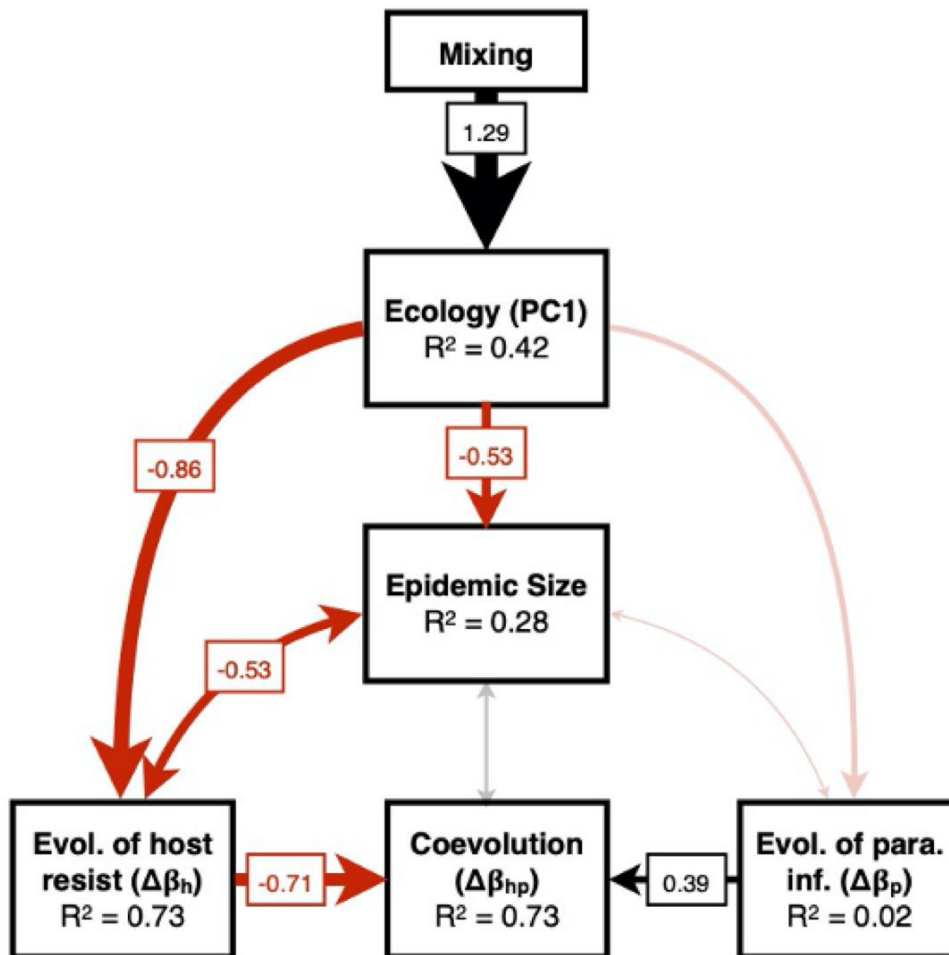 Mixing
1.29
Ecology (PC1)
R² = 0.42
-0.86
-0.53
Epidemic Size
R² = 0.28
-0.53
Evol. of host
resist (Δβh)
R² = 0.73
-0.71
Coevolution
(Δβhp)
R² = 0.73
0.39
Evol. of para.
inf. (Δβp)
R² = 0.02